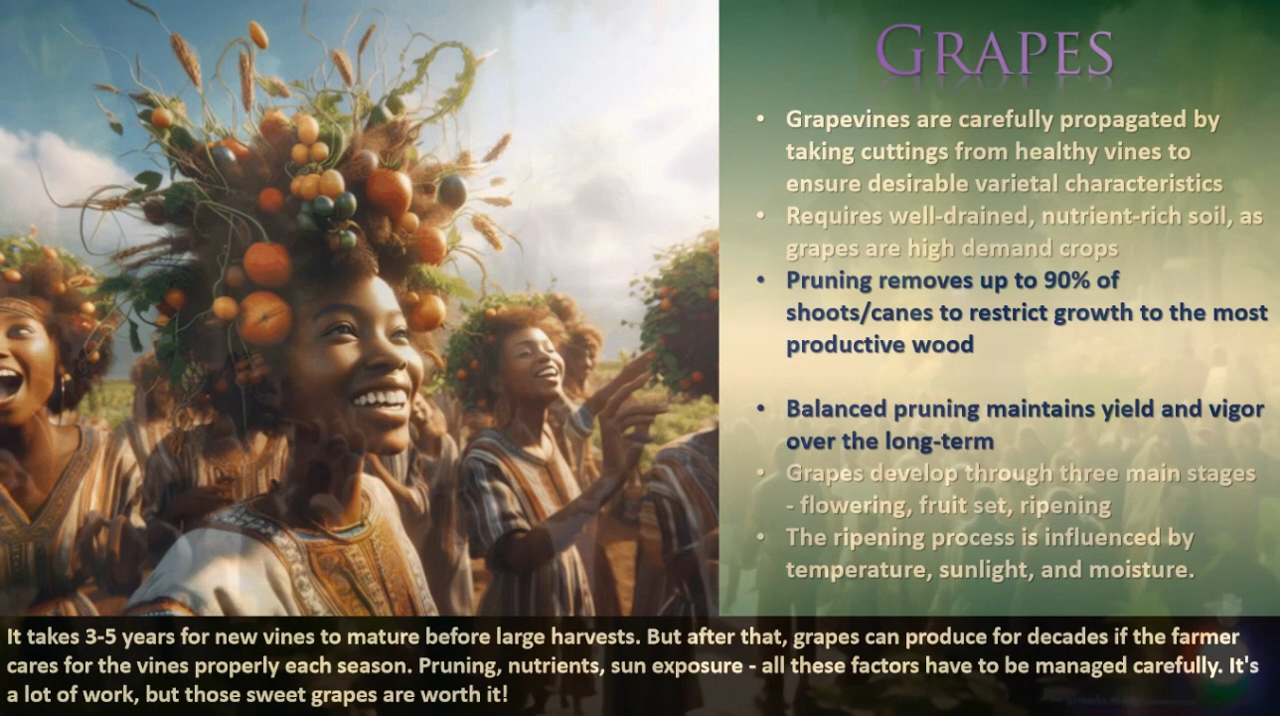 GRAPES
• Grapevines are carefully propagated by
taking cuttings from healthy vines to
ensure desirable varietal characteristics
• Requires well-drained, nutrient-rich soil, as
grapes are high demand crops
• Pruning removes up to 90% of
shoots/canes to restrict growth to the most
productive wood
• Balanced pruning maintains yield and vigor
over the long-term
• Grapes develop through three main stages
- flowering, fruit set, ripening
• The ripening process is influenced by
temperature, sunlight, and moisture.
It takes 3-5 years for new vines to mature before large harvests. But after that, grapes can produce for decades if the farmer
cares for the vines properly each season. Pruning, nutrients, sun exposure - all these factors have to be managed carefully. It's
a lot of work, but those sweet grapes are worth it!